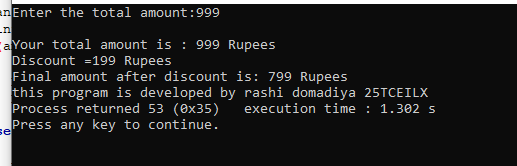 Enter the total amount:999
Your total amount is : 999 Rupees
Discount =199 Rupees
Final amount after discount is: 799 Rupees
this program is developed by rashi domadiya 25TCEILX
Process returned 53 (0x35)   execution time : 1.302 s
Press any key to continue.